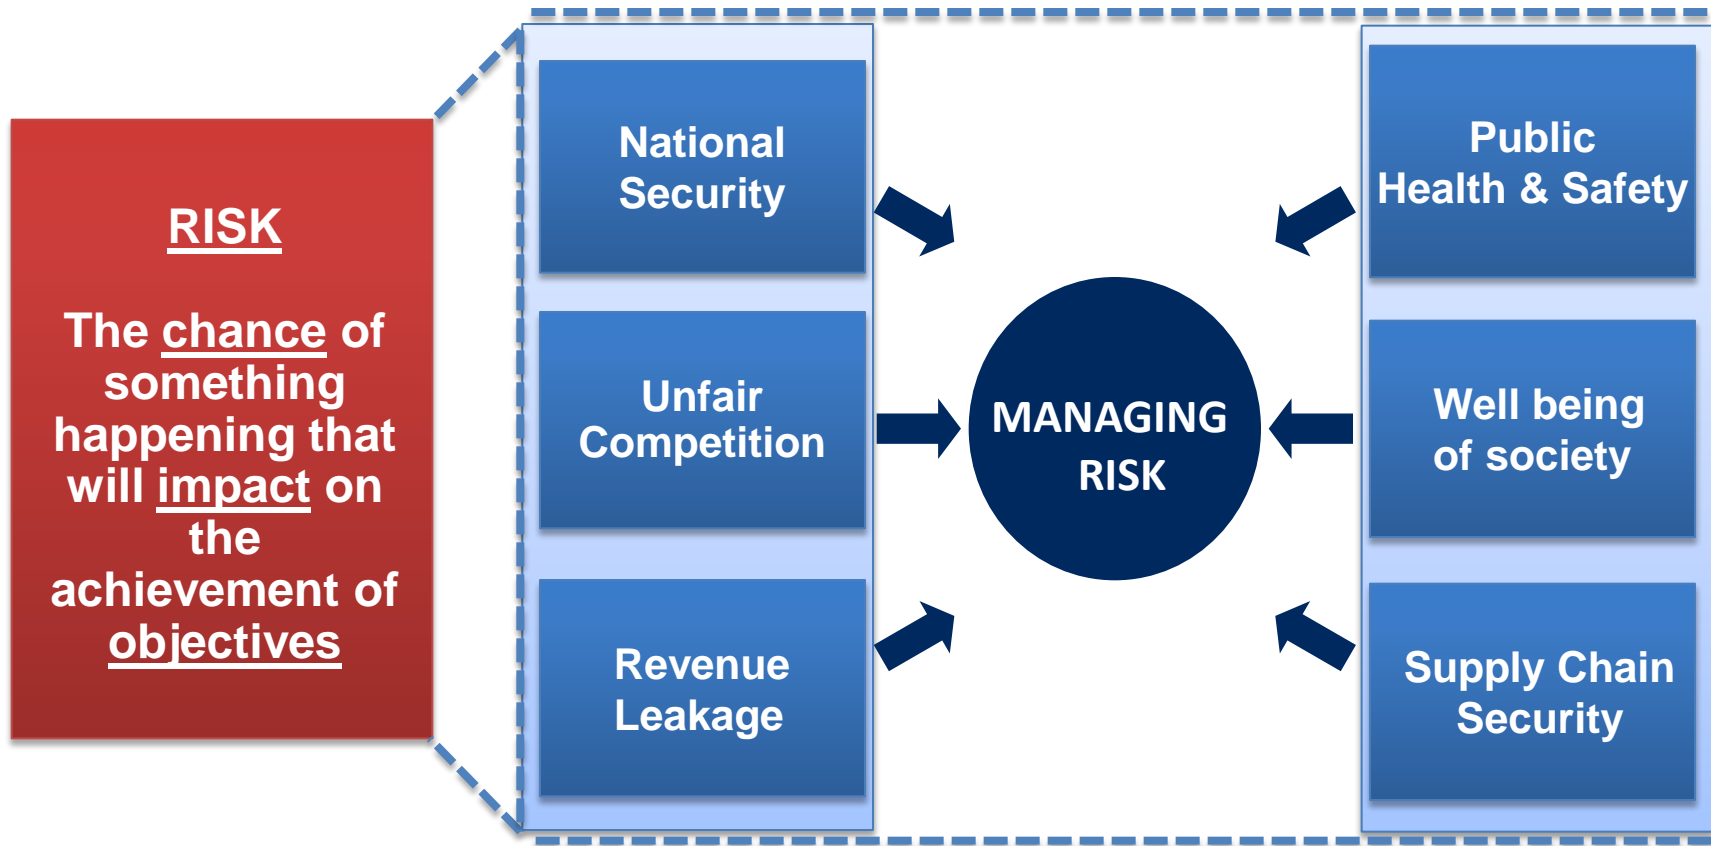 RISK
The chance of
something
happening that
will impact on
the
achievement of
objectives
National
Security
Unfair
Competition
Revenue
Leakage
MANAGING
RISK
Public
Health & Safety
Well being
of society
Supply Chain
Security